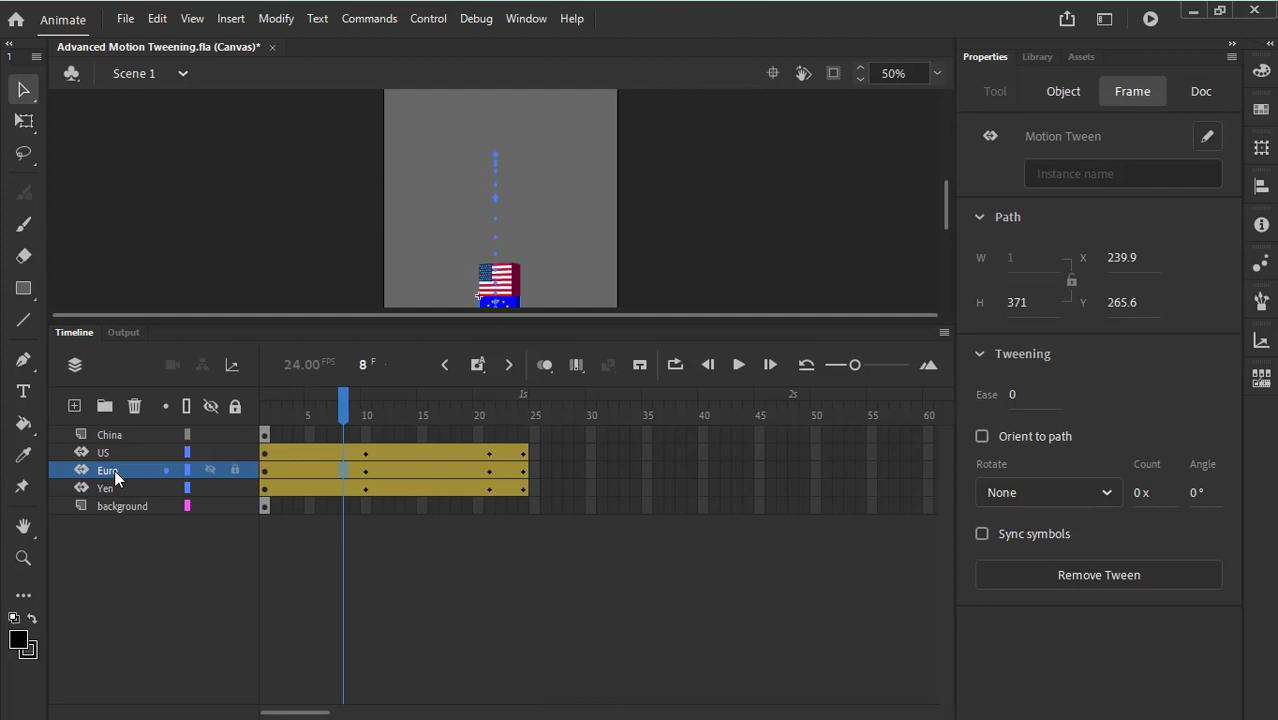 Animate File Edit View Insert Modify Text Commands Control Debug Window Help
Advanced Motion Tweening.fla (Canvas)*
Properties Library Assets
1
Scene 1 50%
Tool Object Frame Doc
Motion Tween
Instance name
Path
W 1 X 239.9
H 371 Y 265.6
Timeline Output
Tweening
24.00 FPS 8 F
Ease 0
1s 2s
5 10 15 20 25 30 35 40 45 50 55 60
China
US
Euro
Yen
background
Orient to path
Rotate Count Angle
None 0 x 0 °
Sync symbols
Remove Tween